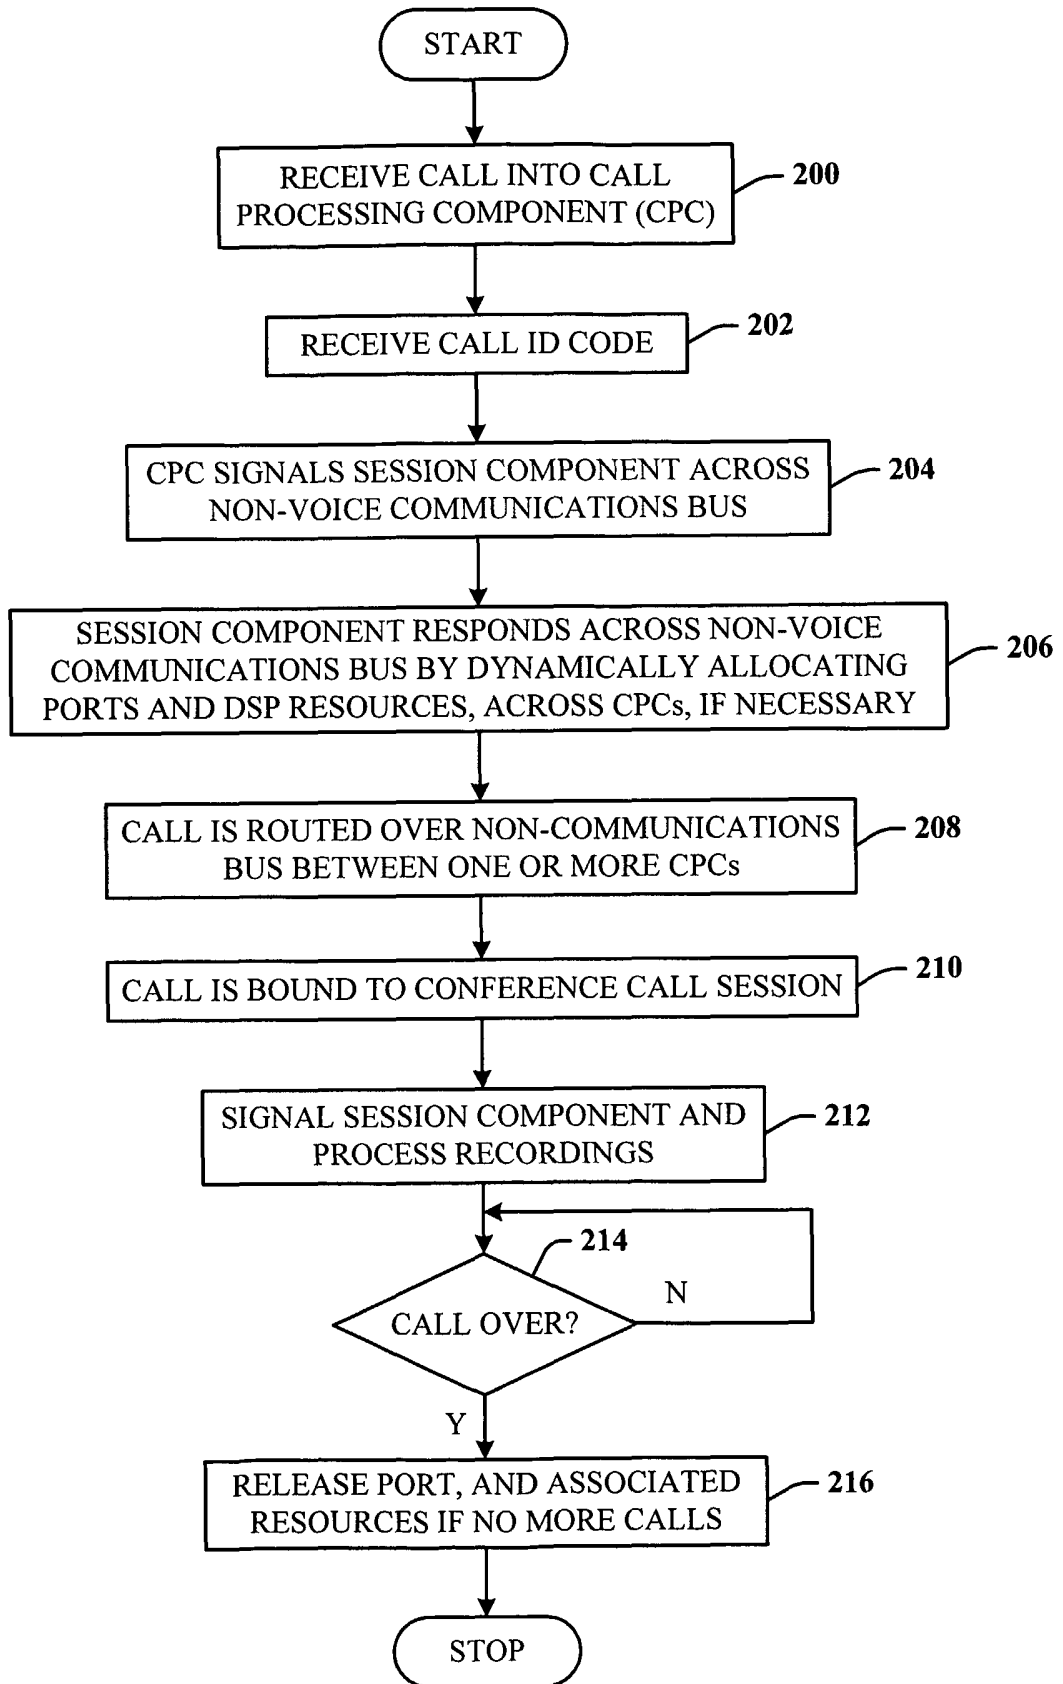 START
RECEIVE CALL INTO CALL
PROCESSING COMPONENT (CPC)
200
RECEIVE CALL ID CODE
202
CPC SIGNALS SESSION COMPONENT ACROSS
NON-VOICE COMMUNICATIONS BUS
204
SESSION COMPONENT RESPONDS ACROSS NON-VOICE
COMMUNICATIONS BUS BY DYNAMICALLY ALLOCATING
PORTS AND DSP RESOURCES, ACROSS CPCs, IF NECESSARY
206
CALL IS ROUTED OVER NON-COMMUNICATIONS
BUS BETWEEN ONE OR MORE CPCs
208
CALL IS BOUND TO CONFERENCE CALL SESSION
210
SIGNAL SESSION COMPONENT AND
PROCESS RECORDINGS
212
214
CALL OVER?
N
Y
RELEASE PORT, AND ASSOCIATED
RESOURCES IF NO MORE CALLS
216
STOP